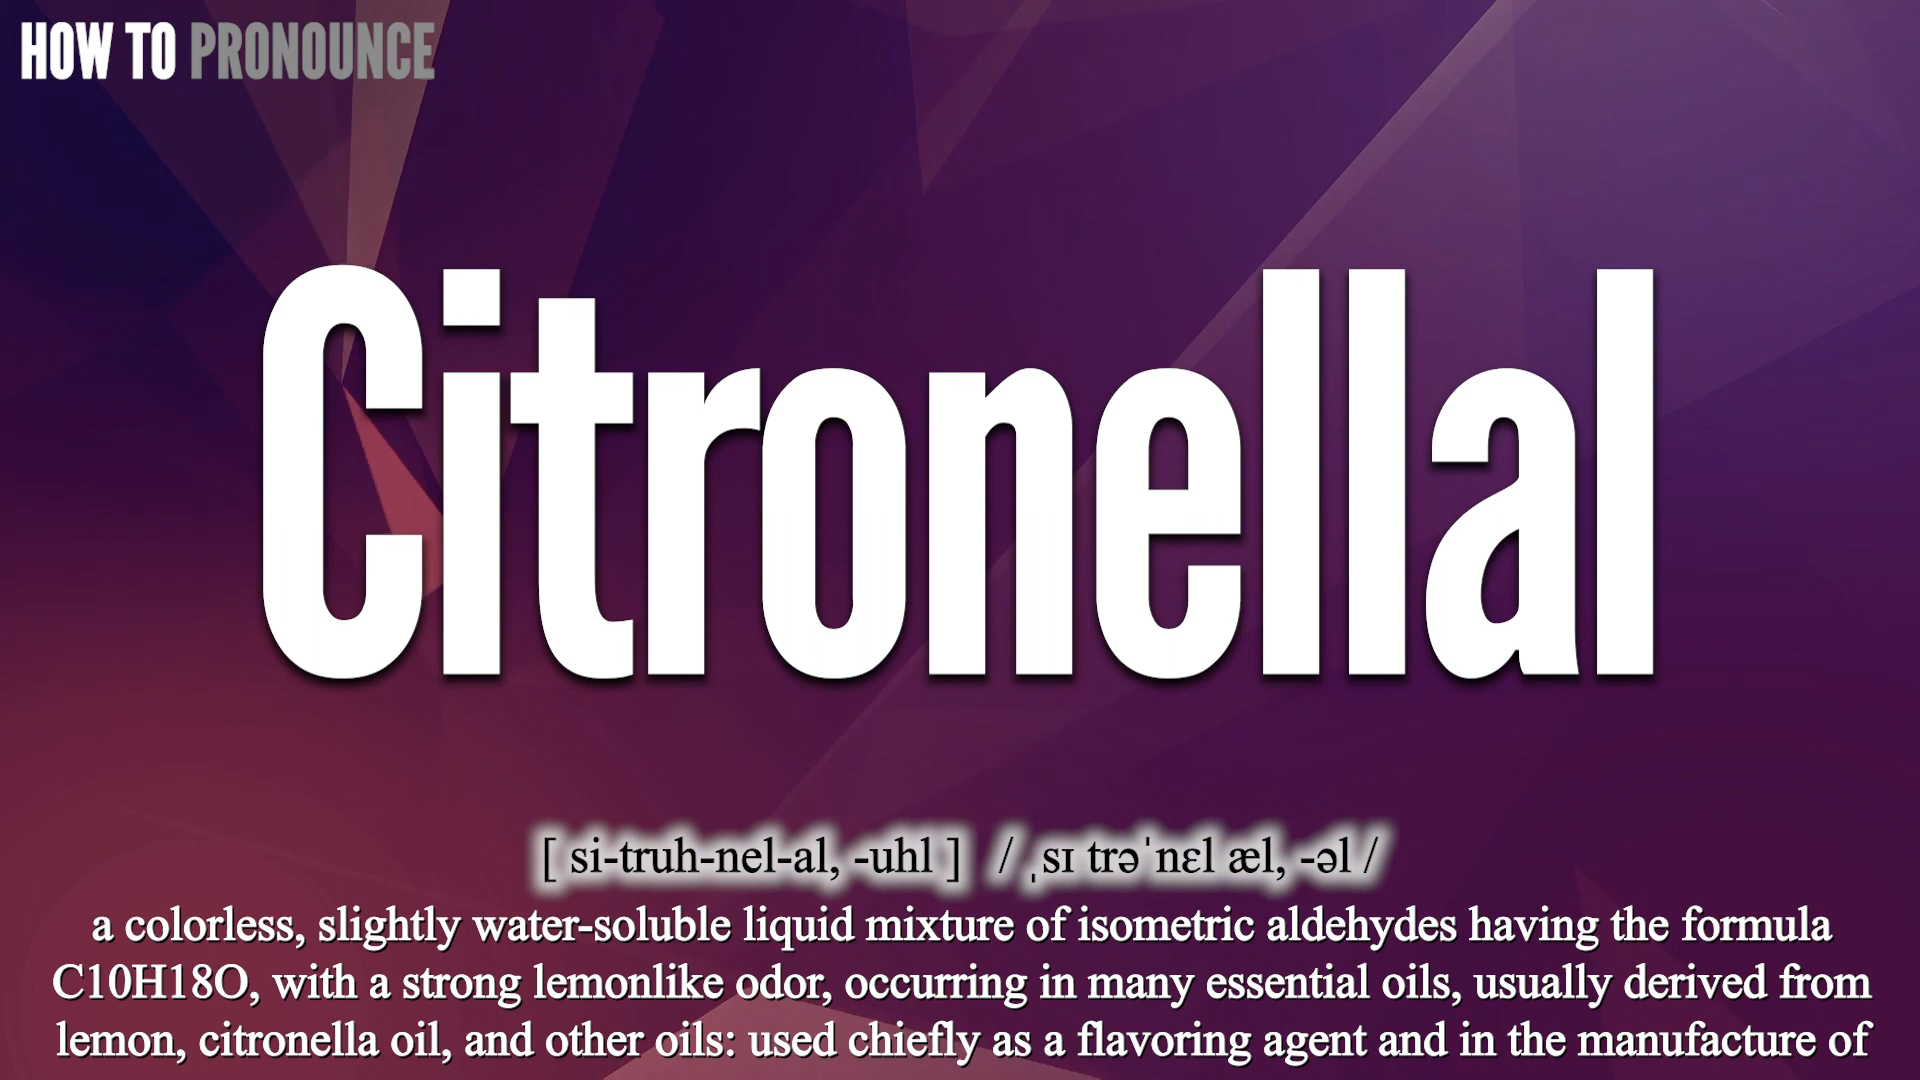 HOW TO PRONOUNCE
Citronellal
[ si-truh-nel-al, -uhl ] / ˌsɪ trəˈnɛl æl, -əl /
a colorless, slightly water-soluble liquid mixture of isometric aldehydes having the formula
C10H18O, with a strong lemonlike odor, occurring in many essential oils, usually derived from
lemon, citronella oil, and other oils: used chiefly as a flavoring agent and in the manufacture of